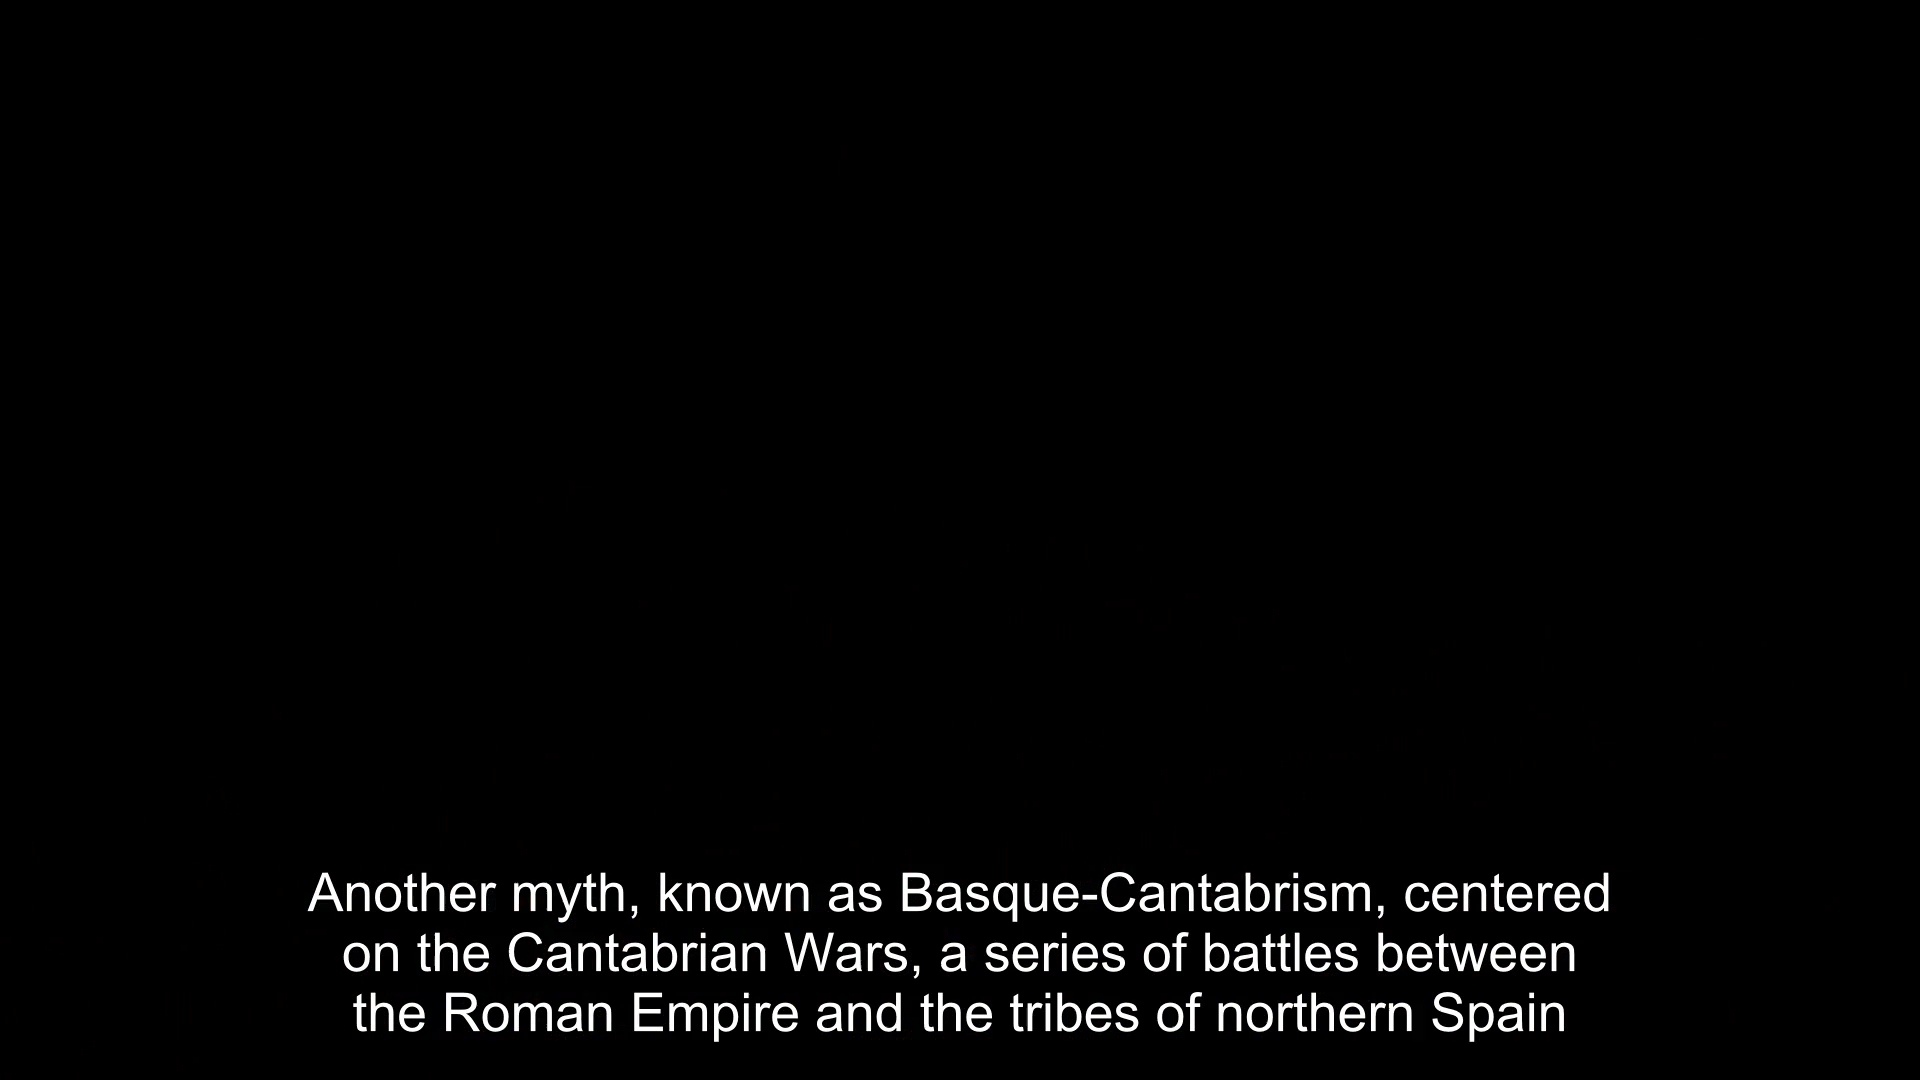 Another myth, known as Basque-Cantabrism, centered
on the Cantabrian Wars, a series of battles between
the Roman Empire and the tribes of northern Spain